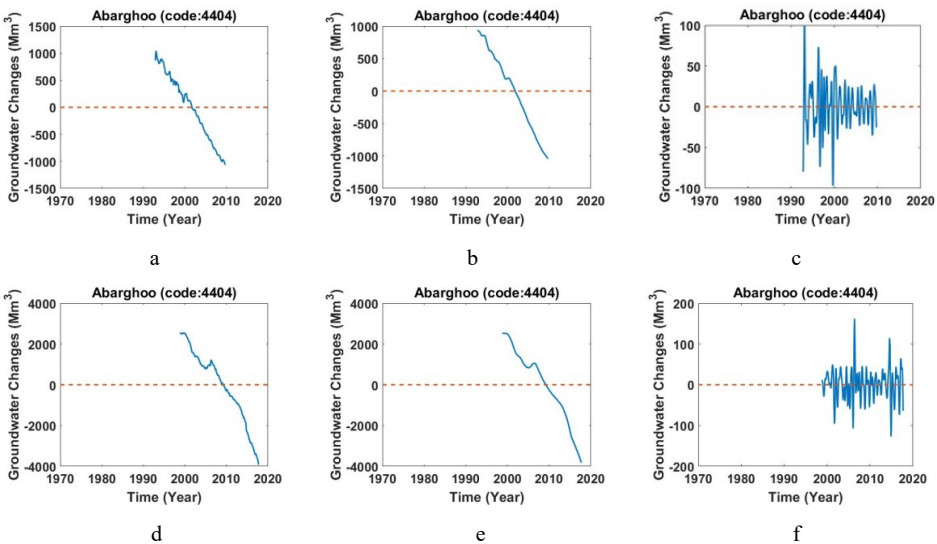 Abarghoo (code:4404)
Groundwater Changes (Mm3)
1500
1000
500
0
-500
-1000
-1500
1970 1980 1990 2000 2010 2020
Time (Year)
a
Abarghoo (code:4404)
Groundwater Changes (Mm3)
1000
500
0
-500
-1000
-1500
1970 1980 1990 2000 2010 2020
Time (Year)
b
Abarghoo (code:4404)
Groundwater Changes (Mm3)
100
50
0
-50
-100
1970 1980 1990 2000 2010 2020
Time (Year)
c
Abarghoo (code:4404)
Groundwater Changes (Mm3)
4000
2000
0
-2000
-4000
1970 1980 1990 2000 2010 2020
Time (Year)
d
Abarghoo (code:4404)
Groundwater Changes (Mm3)
4000
2000
0
-2000
-4000
1970 1980 1990 2000 2010 2020
Time (Year)
e
Abarghoo (code:4404)
Groundwater Changes (Mm3)
200
100
0
-100
-200
1970 1980 1990 2000 2010 2020
Time (Year)
f